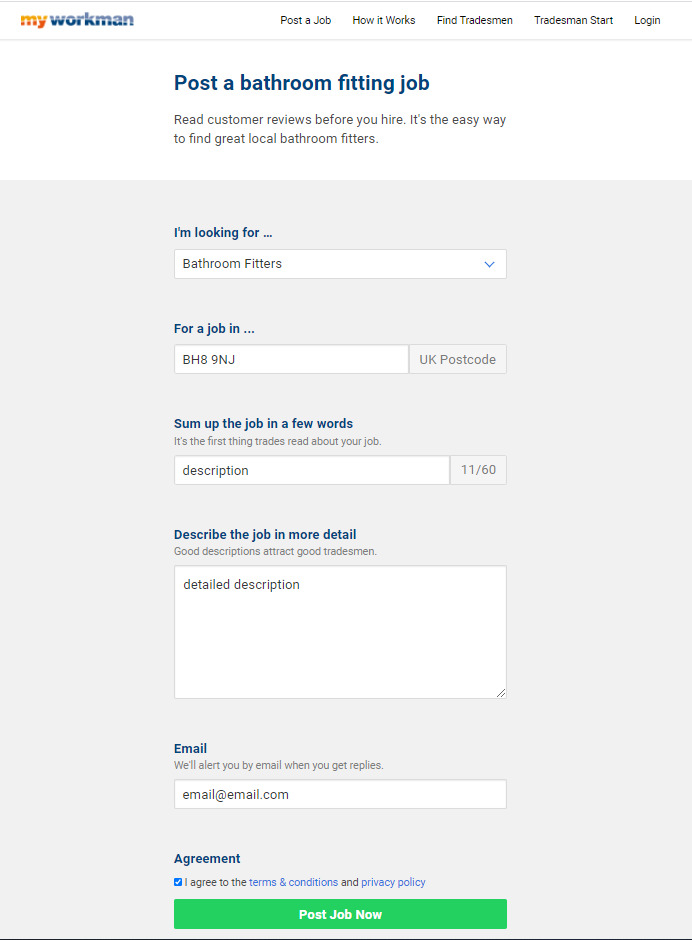 my workman
Post a Job How it Works Find Tradesmen Tradesman Start Login
Post a bathroom fitting job
Read customer reviews before you hire. It's the easy way
to find great local bathroom fitters.
I'm looking for ...
Bathroom Fitters
For a job in ...
BH8 9NJ UK Postcode
Sum up the job in a few words
It's the first thing trades read about your job.
description 11/60
Describe the job in more detail
Good descriptions attract good tradesmen.
detailed description
Email
We'll alert you by email when you get replies.
email@email.com
Agreement
I agree to the terms & conditions and privacy policy
Post Job Now